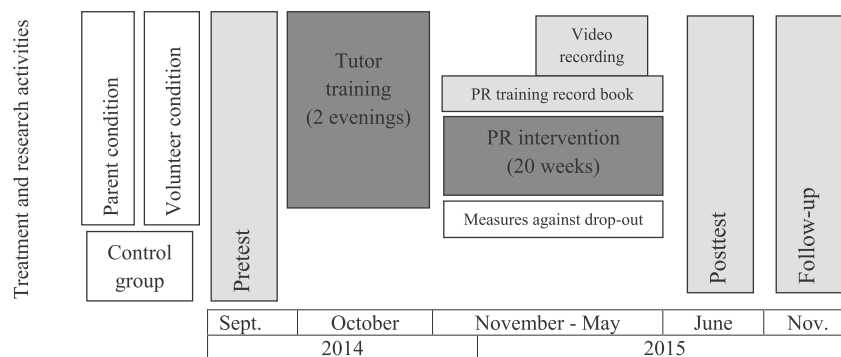 Treatment and research activities
Parent condition
Volunteer condition
Control
group
Pretest
Tutor
training
(2 evenings)
Video
recording
PR training record book
PR intervention
(20 weeks)
Measures against drop-out
Posttest
Follow-up
Sept.
October
November - May
June
Nov.
2014
2015